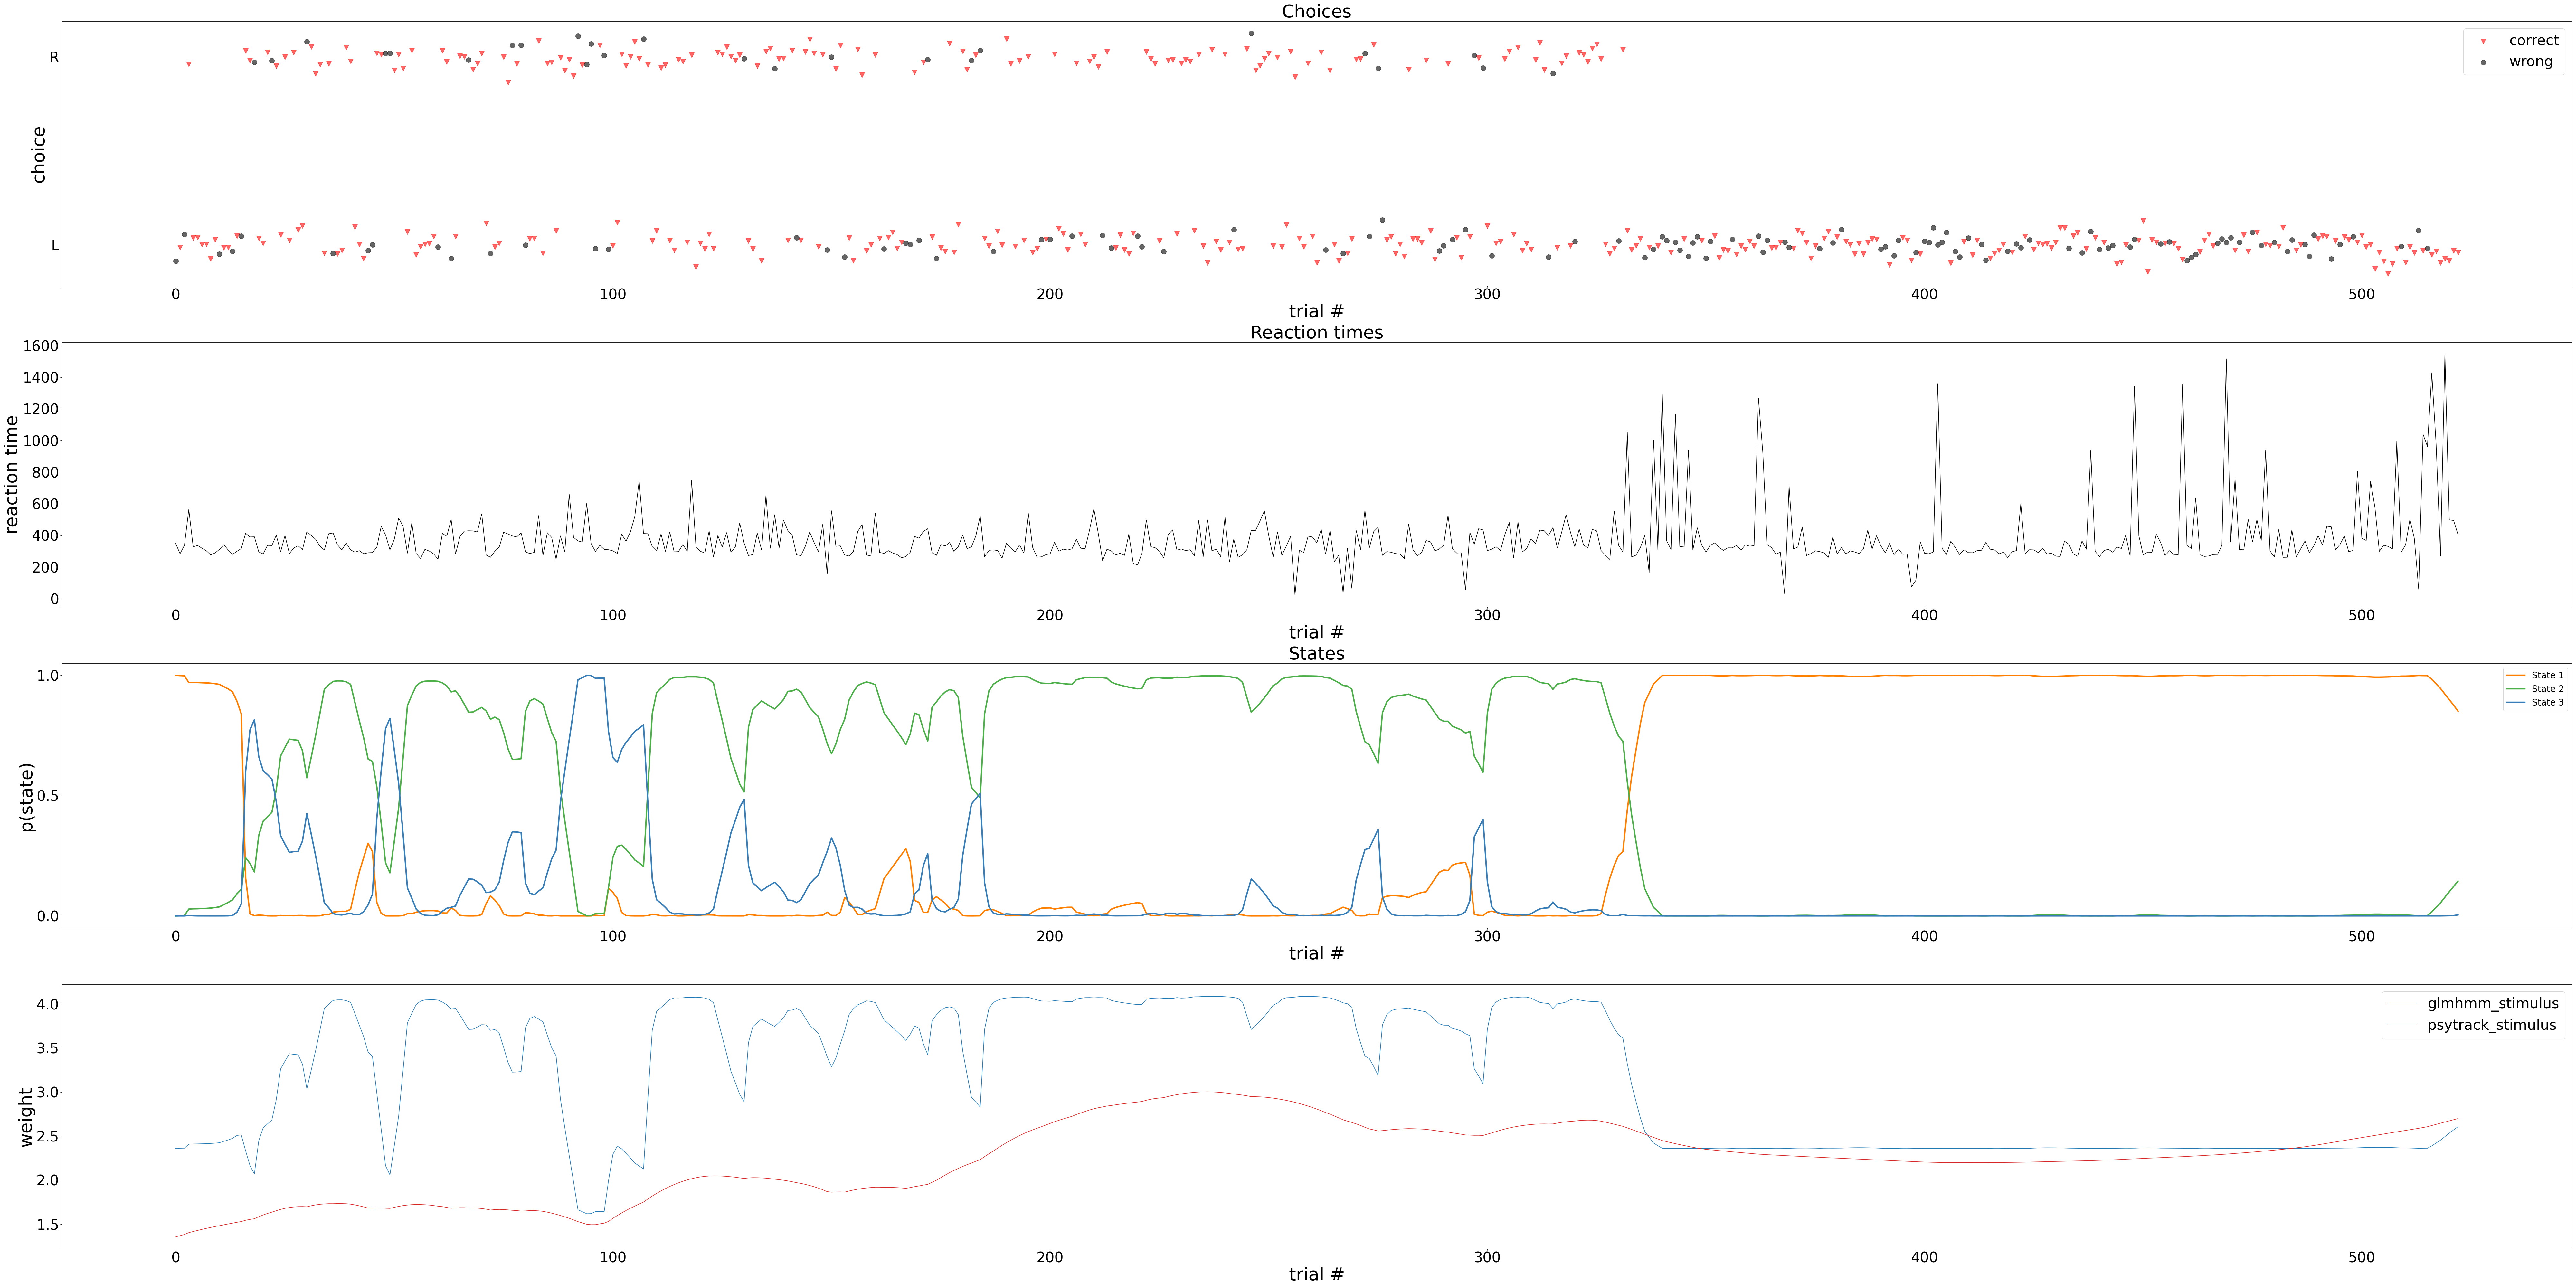 Choices
R
L
choice
correct
wrong
0 100 200 300 400 500
trial #
Reaction times
1600
1400
1200
1000
800
600
400
200
0
reaction time
0 100 200 300 400 500
trial #
States
1.0
0.5
0.0
p(state)
State 1
State 2
State 3
0 100 200 300 400 500
trial #
4.0
3.5
3.0
2.5
2.0
1.5
weight
glmhmm_stimulus
psytrack_stimulus
0 100 200 300 400 500
trial #